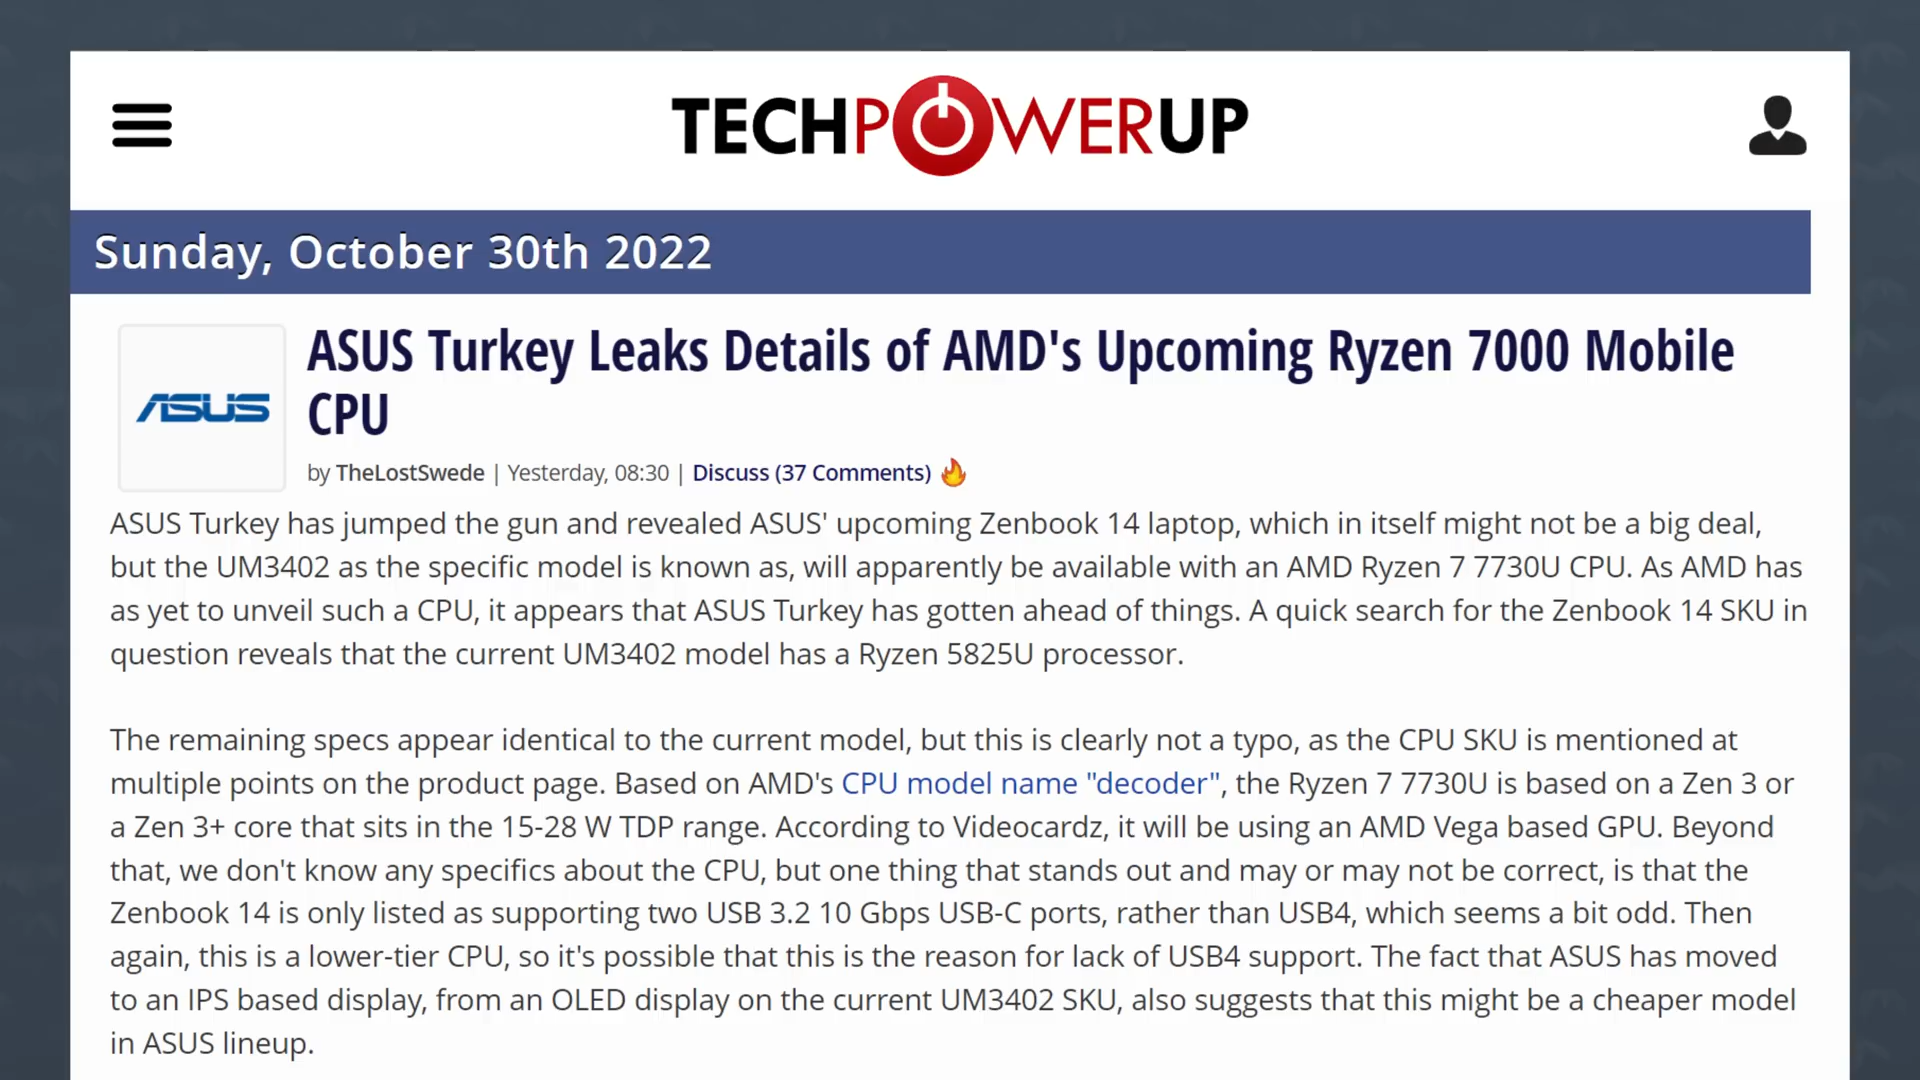 TECHPOWERUP
Sunday, October 30th 2022
ASUS Turkey Leaks Details of AMD's Upcoming Ryzen 7000 Mobile
CPU
ASUS
by TheLostSwede | Yesterday, 08:30 | Discuss (37 Comments)
ASUS Turkey has jumped the gun and revealed ASUS' upcoming Zenbook 14 laptop, which in itself might not be a big deal,
but the UM3402 as the specific model is known as, will apparently be available with an AMD Ryzen 7 7730U CPU. As AMD has
as yet to unveil such a CPU, it appears that ASUS Turkey has gotten ahead of things. A quick search for the Zenbook 14 SKU in
question reveals that the current UM3402 model has a Ryzen 5825U processor.
The remaining specs appear identical to the current model, but this is clearly not a typo, as the CPU SKU is mentioned at
multiple points on the product page. Based on AMD's CPU model name "decoder", the Ryzen 7 7730U is based on a Zen 3 or
a Zen 3+ core that sits in the 15-28 W TDP range. According to Videocardz, it will be using an AMD Vega based GPU. Beyond
that, we don't know any specifics about the CPU, but one thing that stands out and may or may not be correct, is that the
Zenbook 14 is only listed as supporting two USB 3.2 10 Gbps USB-C ports, rather than USB4, which seems a bit odd. Then
again, this is a lower-tier CPU, so it's possible that this is the reason for lack of USB4 support. The fact that ASUS has moved
to an IPS based display, from an OLED display on the current UM3402 SKU, also suggests that this might be a cheaper model
in ASUS lineup.